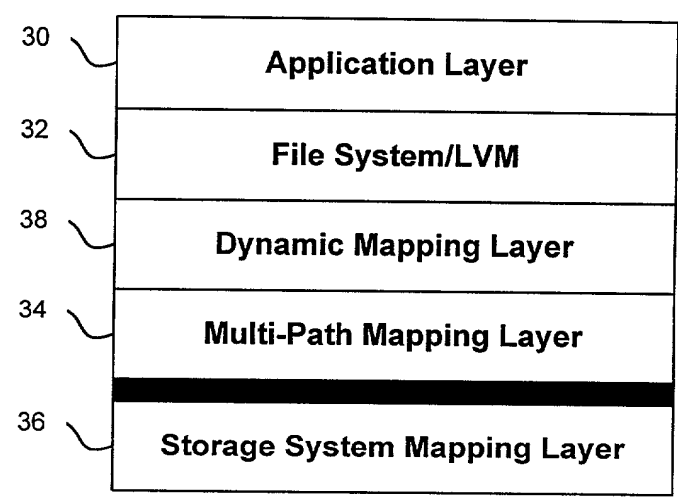 30
Application Layer
32
File System/LVM
38
Dynamic Mapping Layer
34
Multi-Path Mapping Layer
36
Storage System Mapping Layer